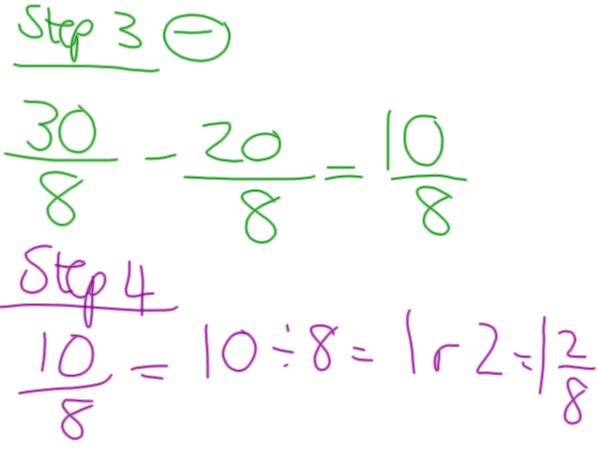 Step 3 −
30/8 − 20/8 = 10/8
Step 4
10/8 = 10 ÷ 8 = 1 r 2 = 1 2/8